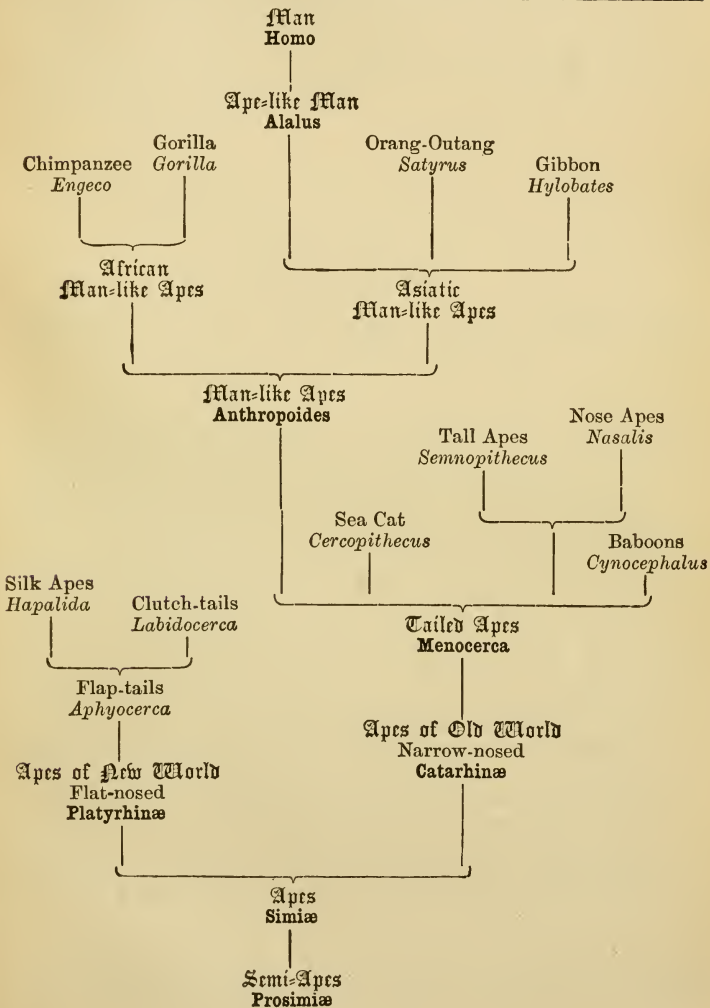 Man
Homo
Ape-like Man
Alalus
Chimpanzee
Engeco
Gorilla
Gorilla
Orang-Outang
Satyrus
Gibbon
Hylobates
African
Man-like Apes
Asiatic
Man-like Apes
Man-like Apes
Anthropoides
Tall Apes
Semnopithecus
Nose Apes
Nasalis
Sea Cat
Cercopithecus
Baboons
Cynocephalus
Silk Apes
Hapalida
Clutch-tails
Labidocerca
Tailed Apes
Menocerca
Flap-tails
Aphyocerca
Apes of Old World
Narrow-nosed
Catarhinæ
Apes of New World
Flat-nosed
Platyrhinæ
Apes
Simiæ
Semi-Apes
Prosimiæ